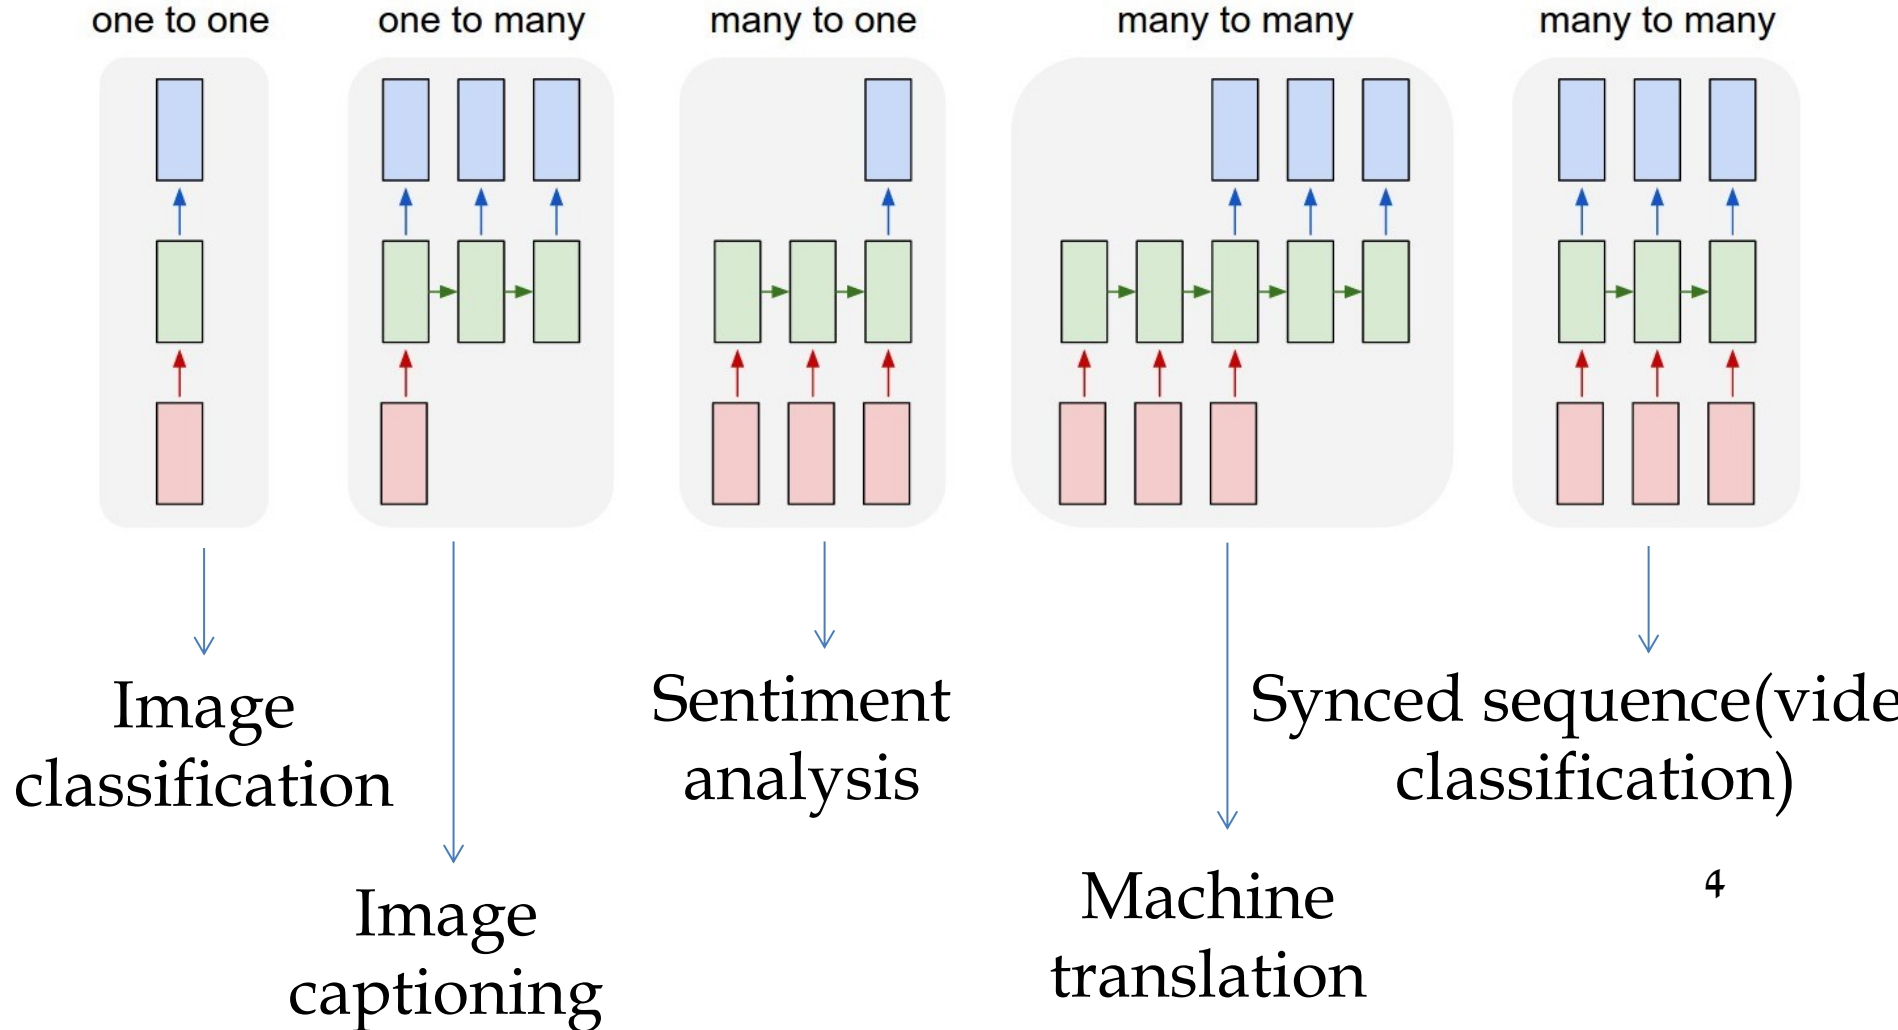 one to one
one to many
many to one
many to many
many to many
Image
classification
Image
captioning
Sentiment
analysis
Machine
translation
Synced sequence(vide
classification)
4